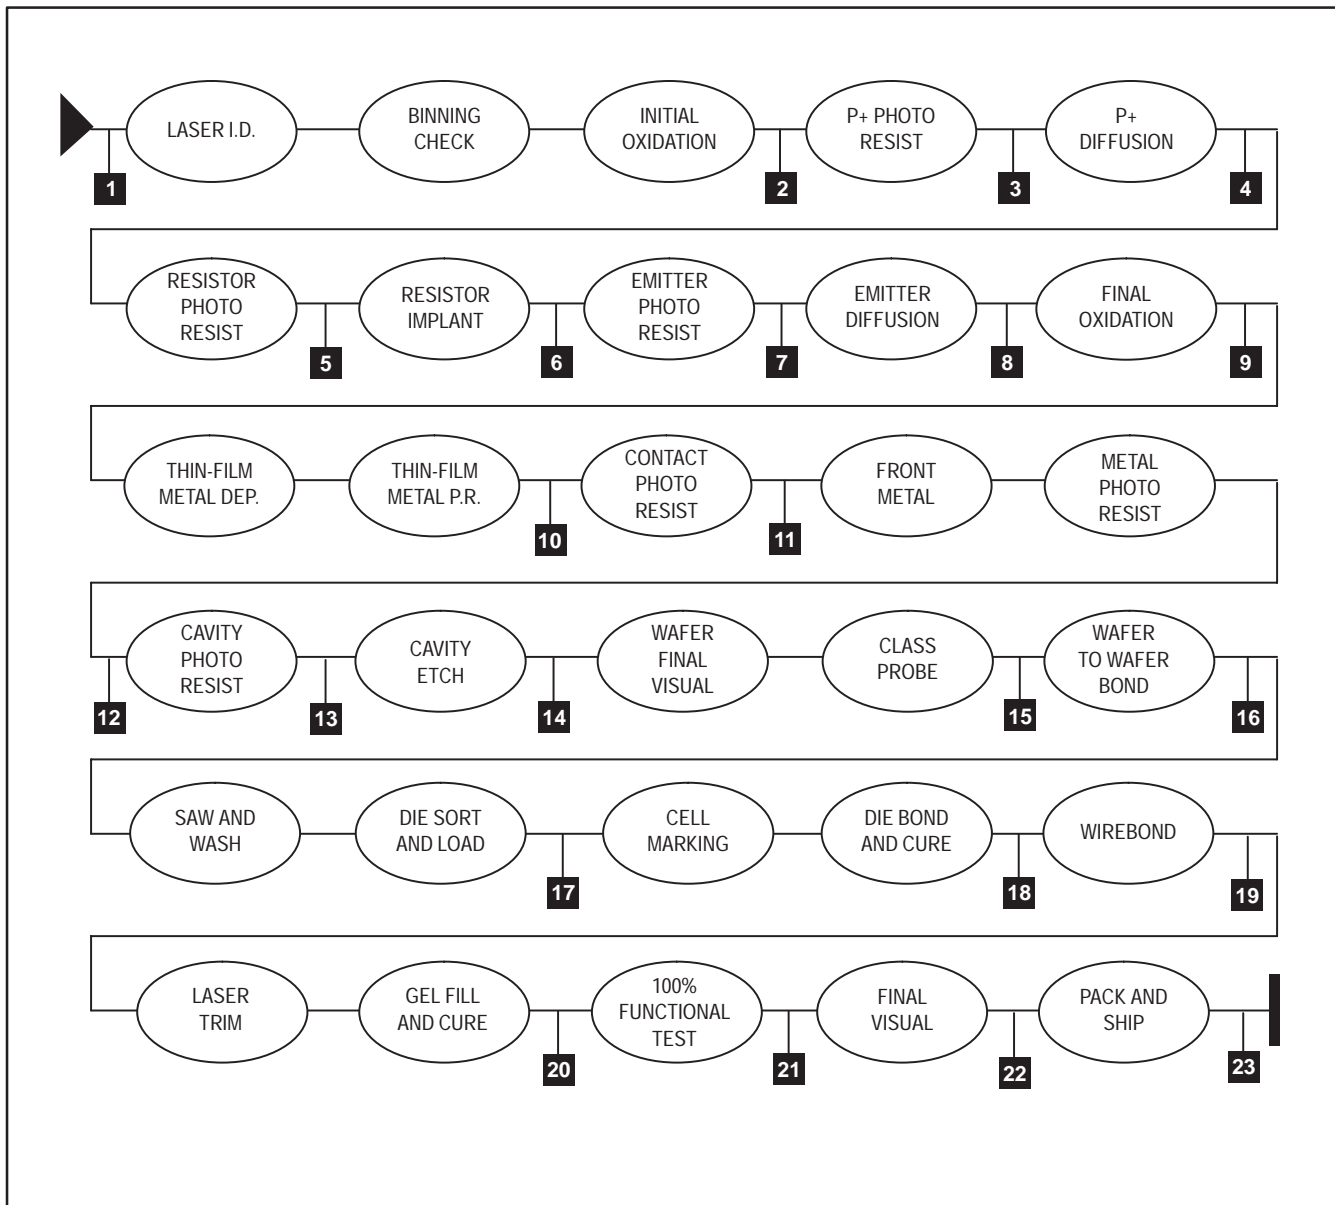 LASER I.D.
BINNING
CHECK
INITIAL
OXIDATION
P+ PHOTO
RESIST
P+
DIFFUSION
1
2
3
4
RESISTOR
PHOTO
RESIST
RESISTOR
IMPLANT
EMITTER
PHOTO
RESIST
EMITTER
DIFFUSION
FINAL
OXIDATION
5
6
7
8
9
THIN-FILM
METAL DEP.
THIN-FILM
METAL P.R.
CONTACT
PHOTO
RESIST
FRONT
METAL
METAL
PHOTO
RESIST
10
11
CAVITY
PHOTO
RESIST
CAVITY
ETCH
WAFER
FINAL
VISUAL
CLASS
PROBE
WAFER
TO WAFER
BOND
12
13
14
15
16
SAW AND
WASH
DIE SORT
AND LOAD
CELL
MARKING
DIE BOND
AND CURE
WIREBOND
17
18
19
LASER
TRIM
GEL FILL
AND CURE
100%
FUNCTIONAL
TEST
FINAL
VISUAL
PACK AND
SHIP
20
21
22
23